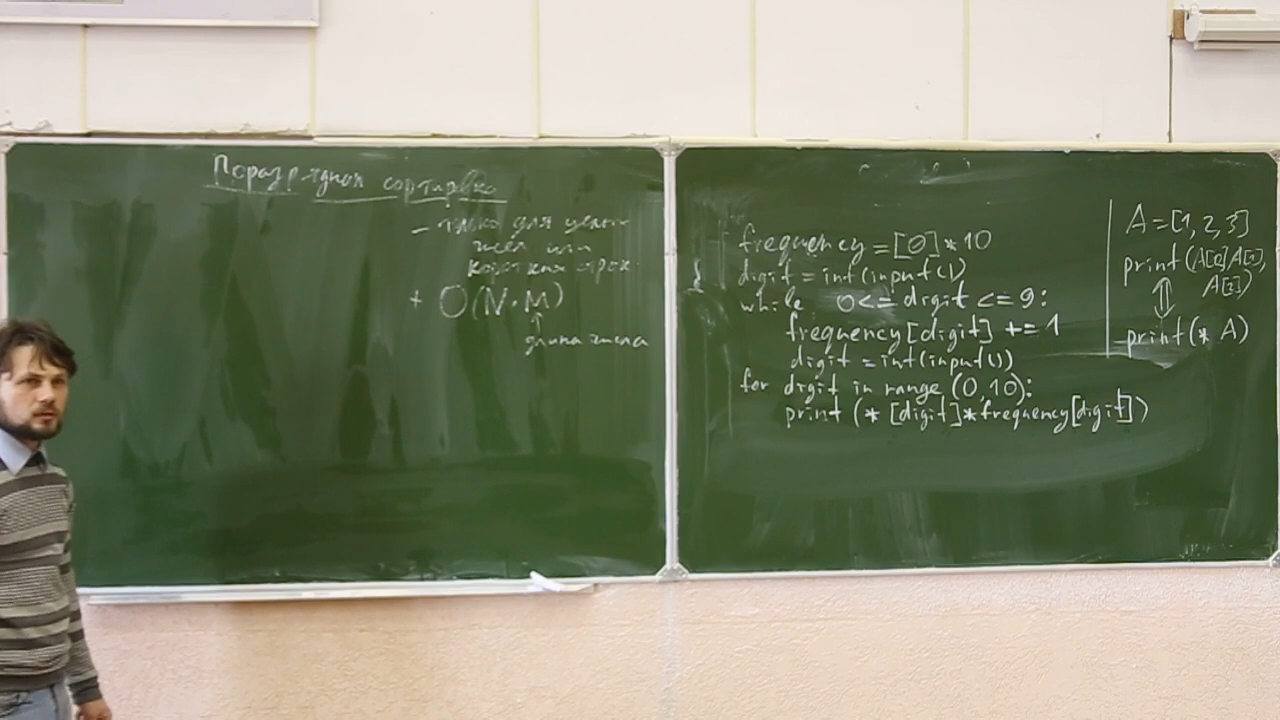 Поразрядная сортировка
- только для целых
чисел или
коротких строк.
+ O(N·M)
↑
длина числа
frequency = [0]*10
digit = int(input())
while 0<= digit <= 9:
frequency[digit] += 1
digit = int(input())
for digit in range (0,10):
print (* [digit]*frequency[digit])
A = [1, 2, 3]
print(A[0],A[1],
A[2])
⇕
print(* A)